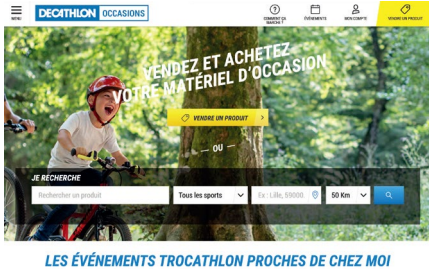 DECATHLON OCCASIONS
MENU
COMMENT ÇA
MARCHE ?
ÉVÉNEMENTS
MON COMPTE
VENDRE UN PRODUIT
VENDEZ ET ACHETEZ
VOTRE MATÉRIEL D'OCCASION
VENDRE UN PRODUIT
OU
JE RECHERCHE
Rechercher un produit
Tous les sports
Ex : Lille, 59000
50 Km
LES ÉVÉNEMENTS TROCATHLON PROCHES DE CHEZ MOI